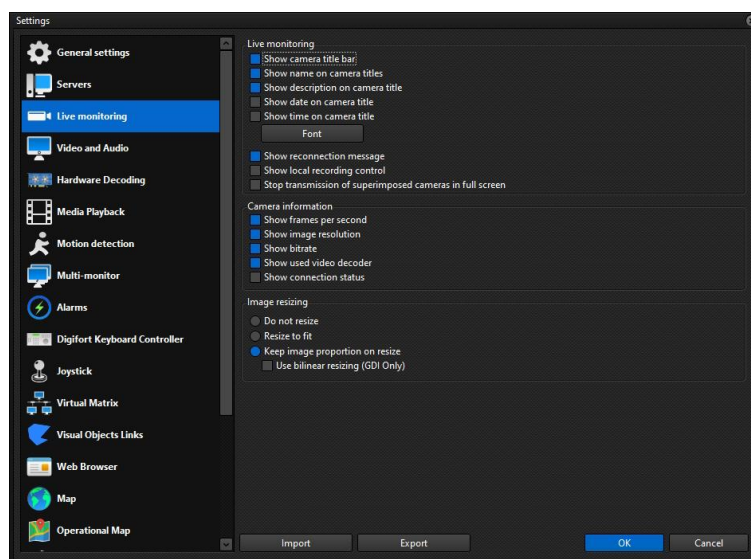 Settings
General settings
Servers
Live monitoring
Video and Audio
Hardware Decoding
Media Playback
Motion detection
Multi-monitor
Alarms
Digifort Keyboard Controller
Joystick
Virtual Matrix
Visual Objects Links
Web Browser
Map
Operational Map
Live monitoring
Show camera title bar
Show name on camera titles
Show description on camera title
Show date on camera title
Show time on camera title
Font
Show reconnection message
Show local recording control
Stop transmission of superimposed cameras in full screen
Camera information
Show frames per second
Show image resolution
Show bitrate
Show used video decoder
Show connection status
Image resizing
Do not resize
Resize to fit
Keep image proportion on resize
Use bilinear resizing (GDI Only)
Import
Export
OK
Cancel